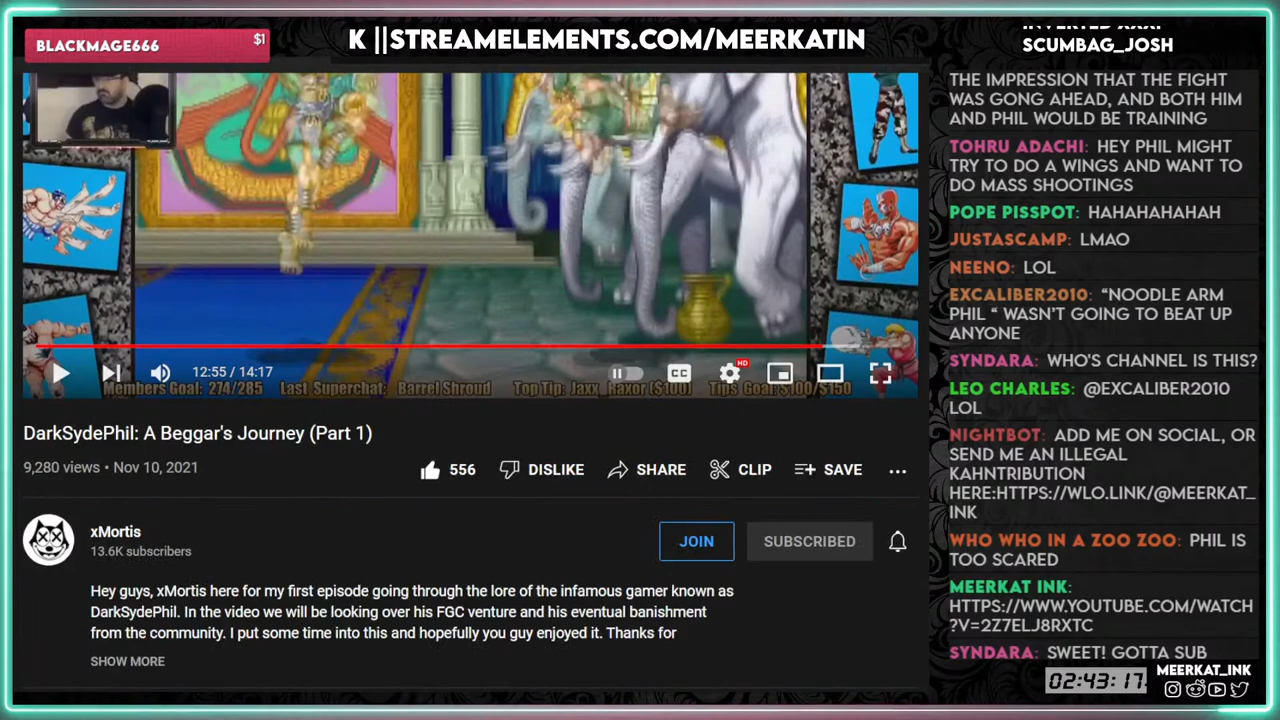 BLACKMAGE666
$1
K ||STREAMELEMENTS.COM/MEERKATIN
SCUMBAG_JOSH
12:55 / 14:17
HD
CC
Members Goal: 274/285 Last Superchat: Barrel Shroud Top Tip: Jaxx_Raxor ($100) Tips Goal: $100/$150
DarkSydePhil: A Beggar's Journey (Part 1)
9,280 views • Nov 10, 2021
556
DISLIKE
SHARE
CLIP
SAVE
xMortis
13.6K subscribers
JOIN
SUBSCRIBED
Hey guys, xMortis here for my first episode going through the lore of the infamous gamer known as
DarkSydePhil. In the video we will be looking over his FGC venture and his eventual banishment
from the community. I put some time into this and hopefully you guy enjoyed it. Thanks for
SHOW MORE
THE IMPRESSION THAT THE FIGHT
WAS GONG AHEAD, AND BOTH HIM
AND PHIL WOULD BE TRAINING
TOHRU ADACHI: HEY PHIL MIGHT
TRY TO DO A WINGS AND WANT TO
DO MASS SHOOTINGS
POPE PISSPOT: HAHAHAHAHAH
JUSTASCAMP: LMAO
NEENO: LOL
EXCALIBER2010: “NOODLE ARM
PHIL “ WASN'T GOING TO BEAT UP
ANYONE
SYNDARA: WHO'S CHANNEL IS THIS?
LEO CHARLES: @EXCALIBER2010
LOL
NIGHTBOT: ADD ME ON SOCIAL, OR
SEND ME AN ILLEGAL
KAHNTRIBUTION
HERE:HTTPS://WLO.LINK/@MEERKAT_
INK
WHO WHO IN A ZOO ZOO: PHIL IS
TOO SCARED
MEERKAT INK:
HTTPS://WWW.YOUTUBE.COM/WATCH
?V=2Z7ELJ8RXTC
SYNDARA: SWEET! GOTTA SUB
02:43:17
MEERKAT_INK